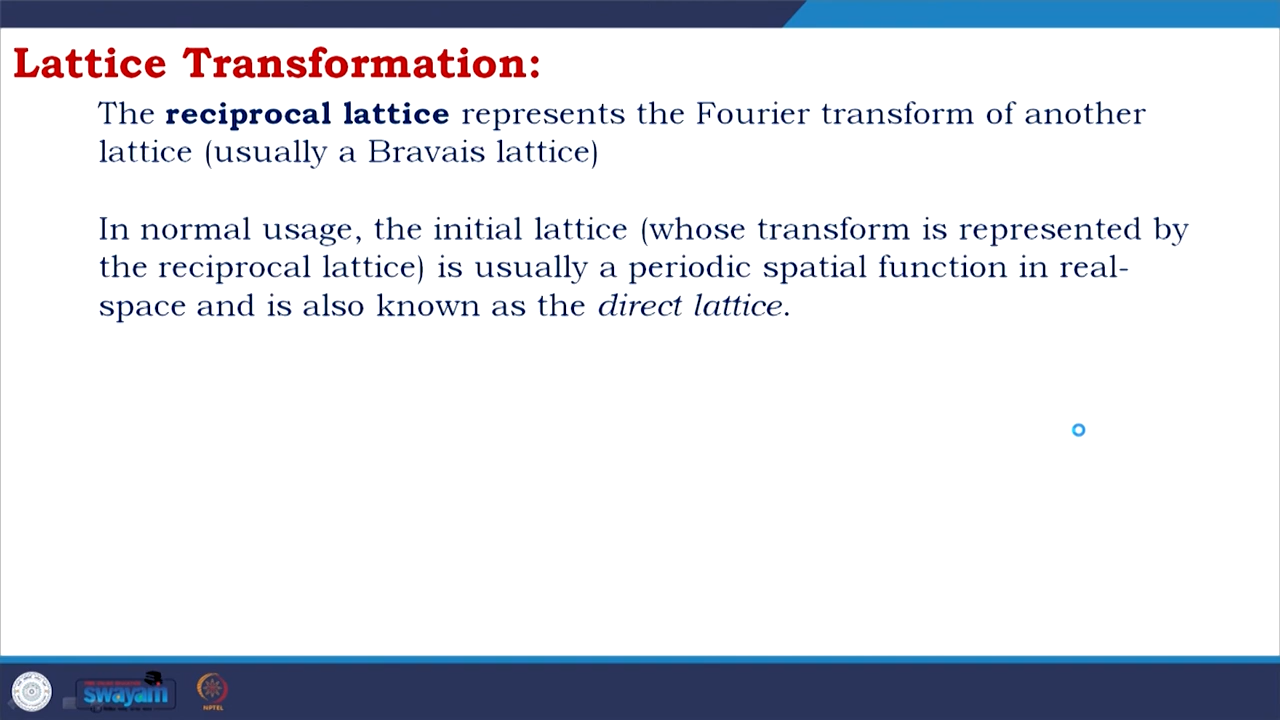 Lattice Transformation:
The reciprocal lattice represents the Fourier transform of another
lattice (usually a Bravais lattice)
In normal usage, the initial lattice (whose transform is represented by
the reciprocal lattice) is usually a periodic spatial function in real-
space and is also known as the direct lattice.
swayam
NPTEL